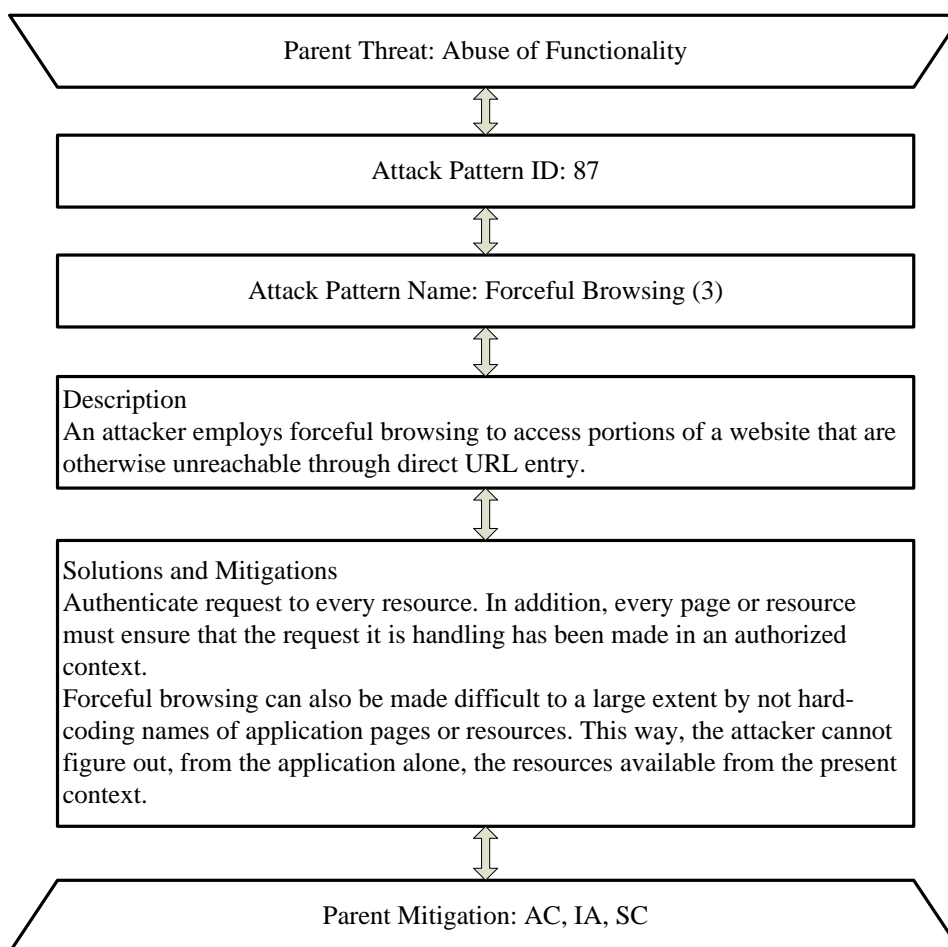 Parent Threat: Abuse of Functionality
Attack Pattern ID: 87
Attack Pattern Name: Forceful Browsing (3)
Description
An attacker employs forceful browsing to access portions of a website that are
otherwise unreachable through direct URL entry.
Solutions and Mitigations
Authenticate request to every resource. In addition, every page or resource
must ensure that the request it is handling has been made in an authorized
context.
Forceful browsing can also be made difficult to a large extent by not hard-
coding names of application pages or resources. This way, the attacker cannot
figure out, from the application alone, the resources available from the present
context.
Parent Mitigation: AC, IA, SC